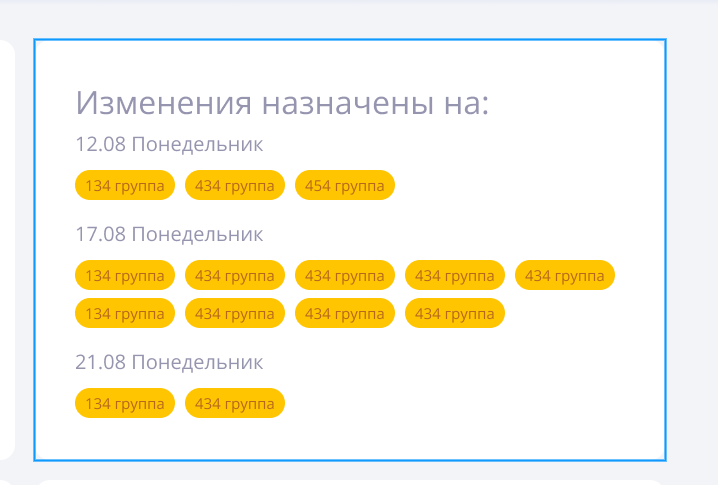 Изменения назначены на:
12.08 Понедельник
134 группа 434 группа 454 группа
17.08 Понедельник
134 группа 434 группа 434 группа 434 группа 434 группа
134 группа 434 группа 434 группа 434 группа
21.08 Понедельник
134 группа 434 группа